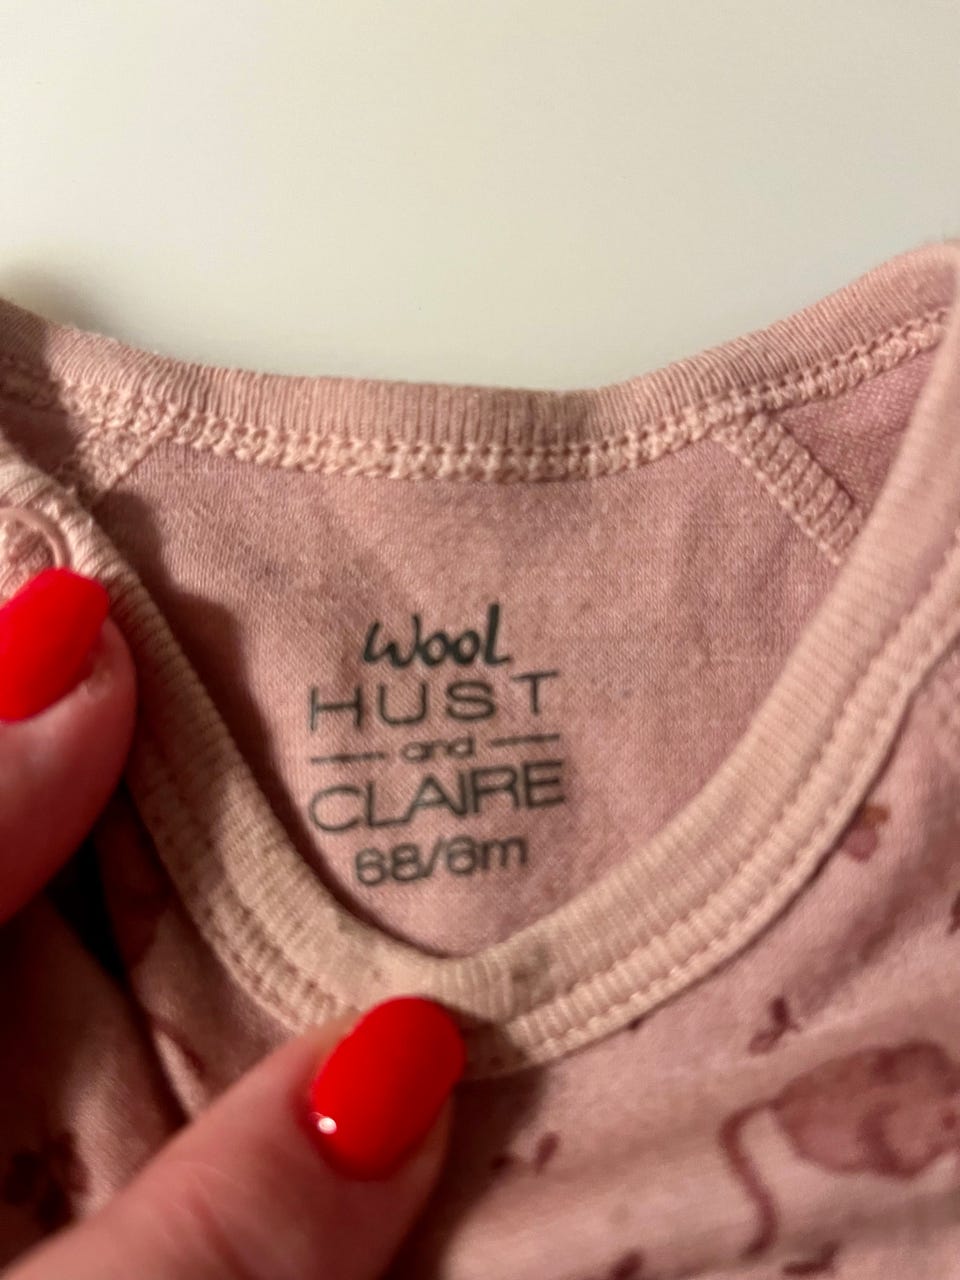 Wool
HUST
and
CLAIRE
68/6m